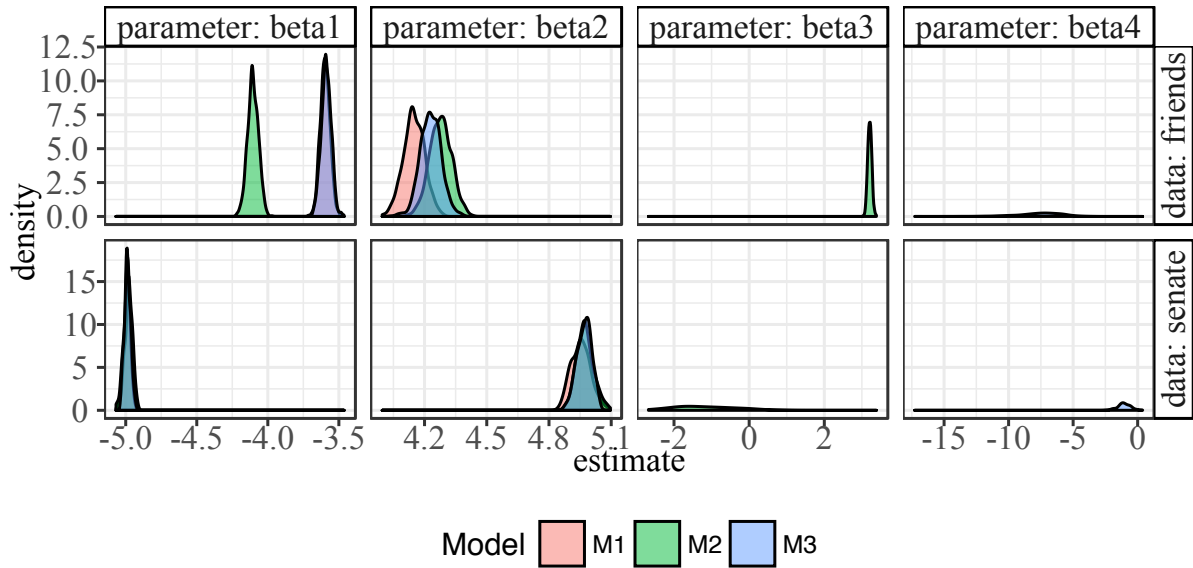 parameter: beta1 parameter: beta2 parameter: beta3 parameter: beta4
12.5
10.0
7.5
5.0
2.5
0.0
data: friends
density
15
10
5
0
data: senate
-5.0 -4.5 -4.0 -3.5 4.2 4.5 4.8 5.1 -2 0 2 -15 -10 -5 0
estimate
Model M1 M2 M3